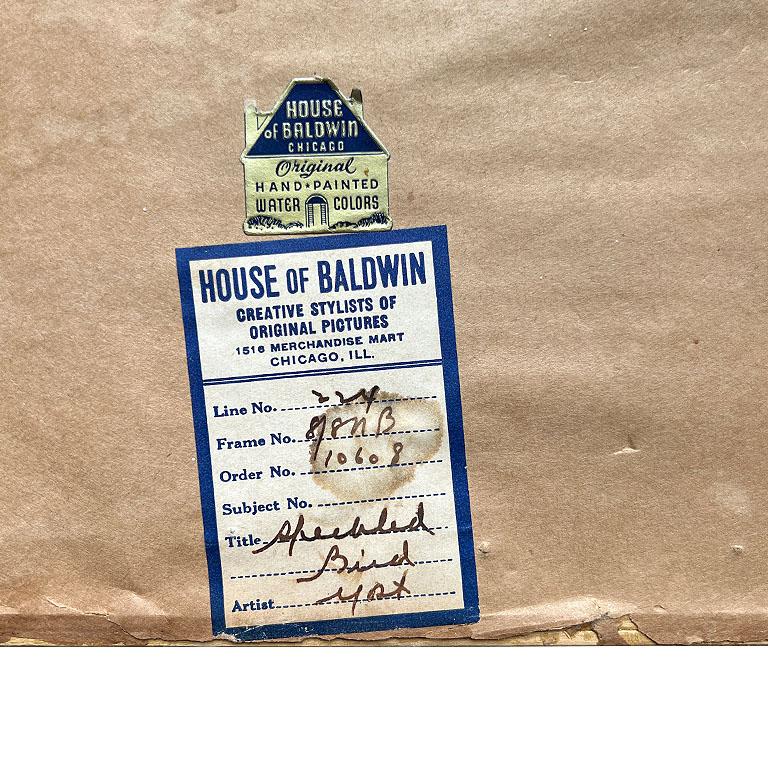 HOUSE
of BALDWIN
CHICAGO
Original
HAND★PAINTED
WATER COLORS
HOUSE OF BALDWIN
CREATIVE STYLISTS OF
ORIGINAL PICTURES
1516 MERCHANDISE MART
CHICAGO, ILL.
Line No. 224
Frame No.
Order No. 10608
Subject No.
Title Speckled
Bird
Artist